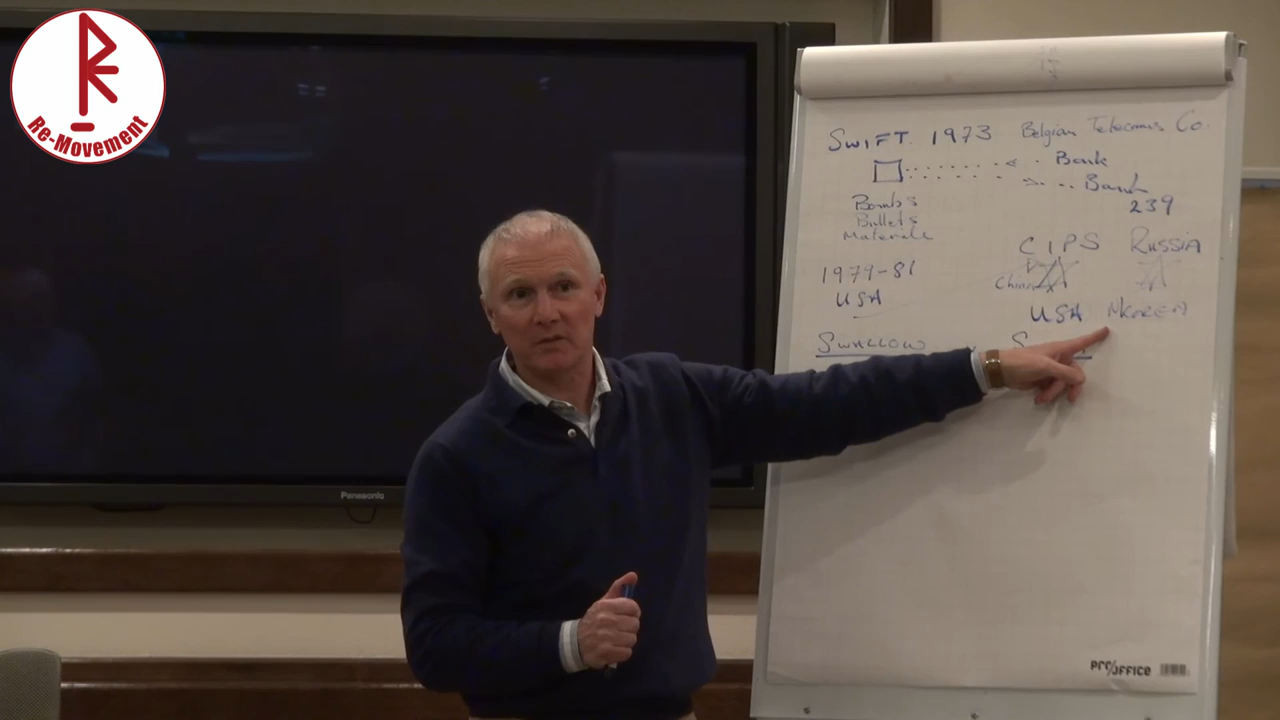 Re-Movement
Panasonic
SWIFT. 1973 Belgian Telecoms Co.
Bank
Bank
239
Bombs
Bullets
Materiele
CIPS RUSSIA
1979-81
China
USA
USA NKOREA
SWALLOW
PRO/OFFICE